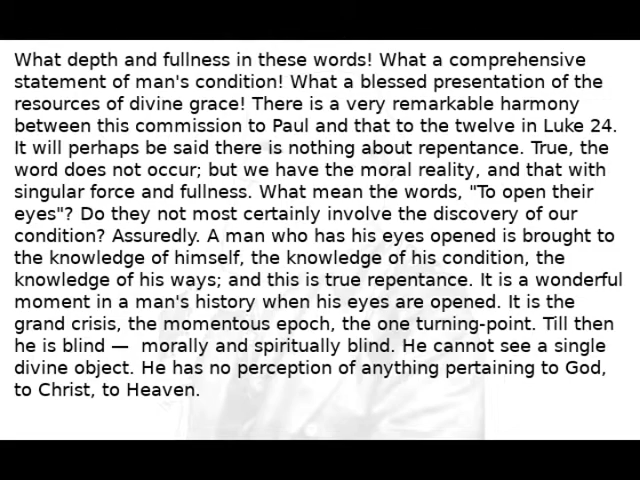 What depth and fullness in these words! What a comprehensive
statement of man's condition! What a blessed presentation of the
resources of divine grace! There is a very remarkable harmony
between this commission to Paul and that to the twelve in Luke 24.
It will perhaps be said there is nothing about repentance. True, the
word does not occur; but we have the moral reality, and that with
singular force and fullness. What mean the words, "To open their
eyes"? Do they not most certainly involve the discovery of our
condition? Assuredly. A man who has his eyes opened is brought to
the knowledge of himself, the knowledge of his condition, the
knowledge of his ways; and this is true repentance. It is a wonderful
moment in a man's history when his eyes are opened. It is the
grand crisis, the momentous epoch, the one turning-point. Till then
he is blind —  morally and spiritually blind. He cannot see a single
divine object. He has no perception of anything pertaining to God,
to Christ, to Heaven.